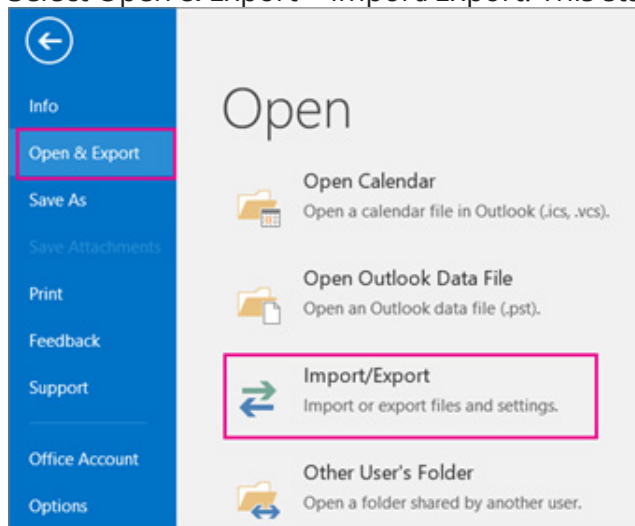 Info
Open & Export
Save As
Save Attachments
Print
Feedback
Support
Office Account
Options
Open
Open Calendar
Open a calendar file in Outlook (.ics, .vcs).
Open Outlook Data File
Open an Outlook data file (.pst).
Import/Export
Import or export files and settings.
Other User's Folder
Open a folder shared by another user.